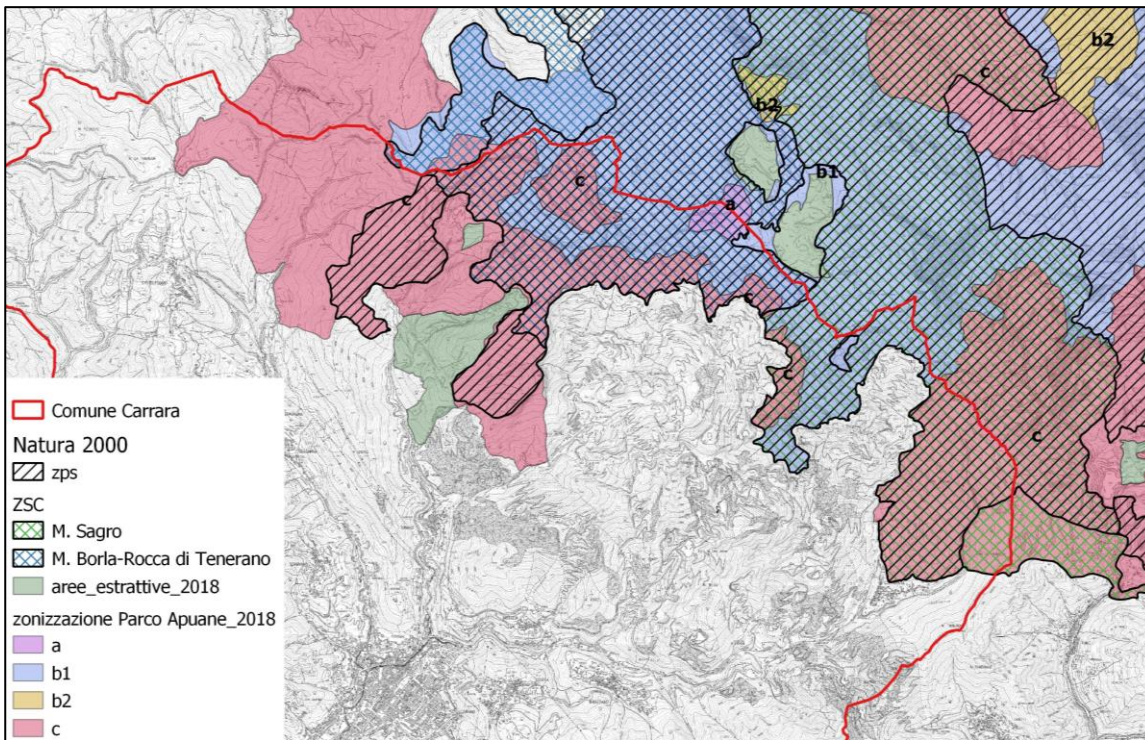 b2
b2
c
b1
c
c
a
c
c
c
Comune Carrara
Natura 2000
zps
ZSC
M. Sagro
M. Borla-Rocca di Tenerano
aree_estrattive_2018
zonizzazione Parco Apuane_2018
a
b1
b2
c